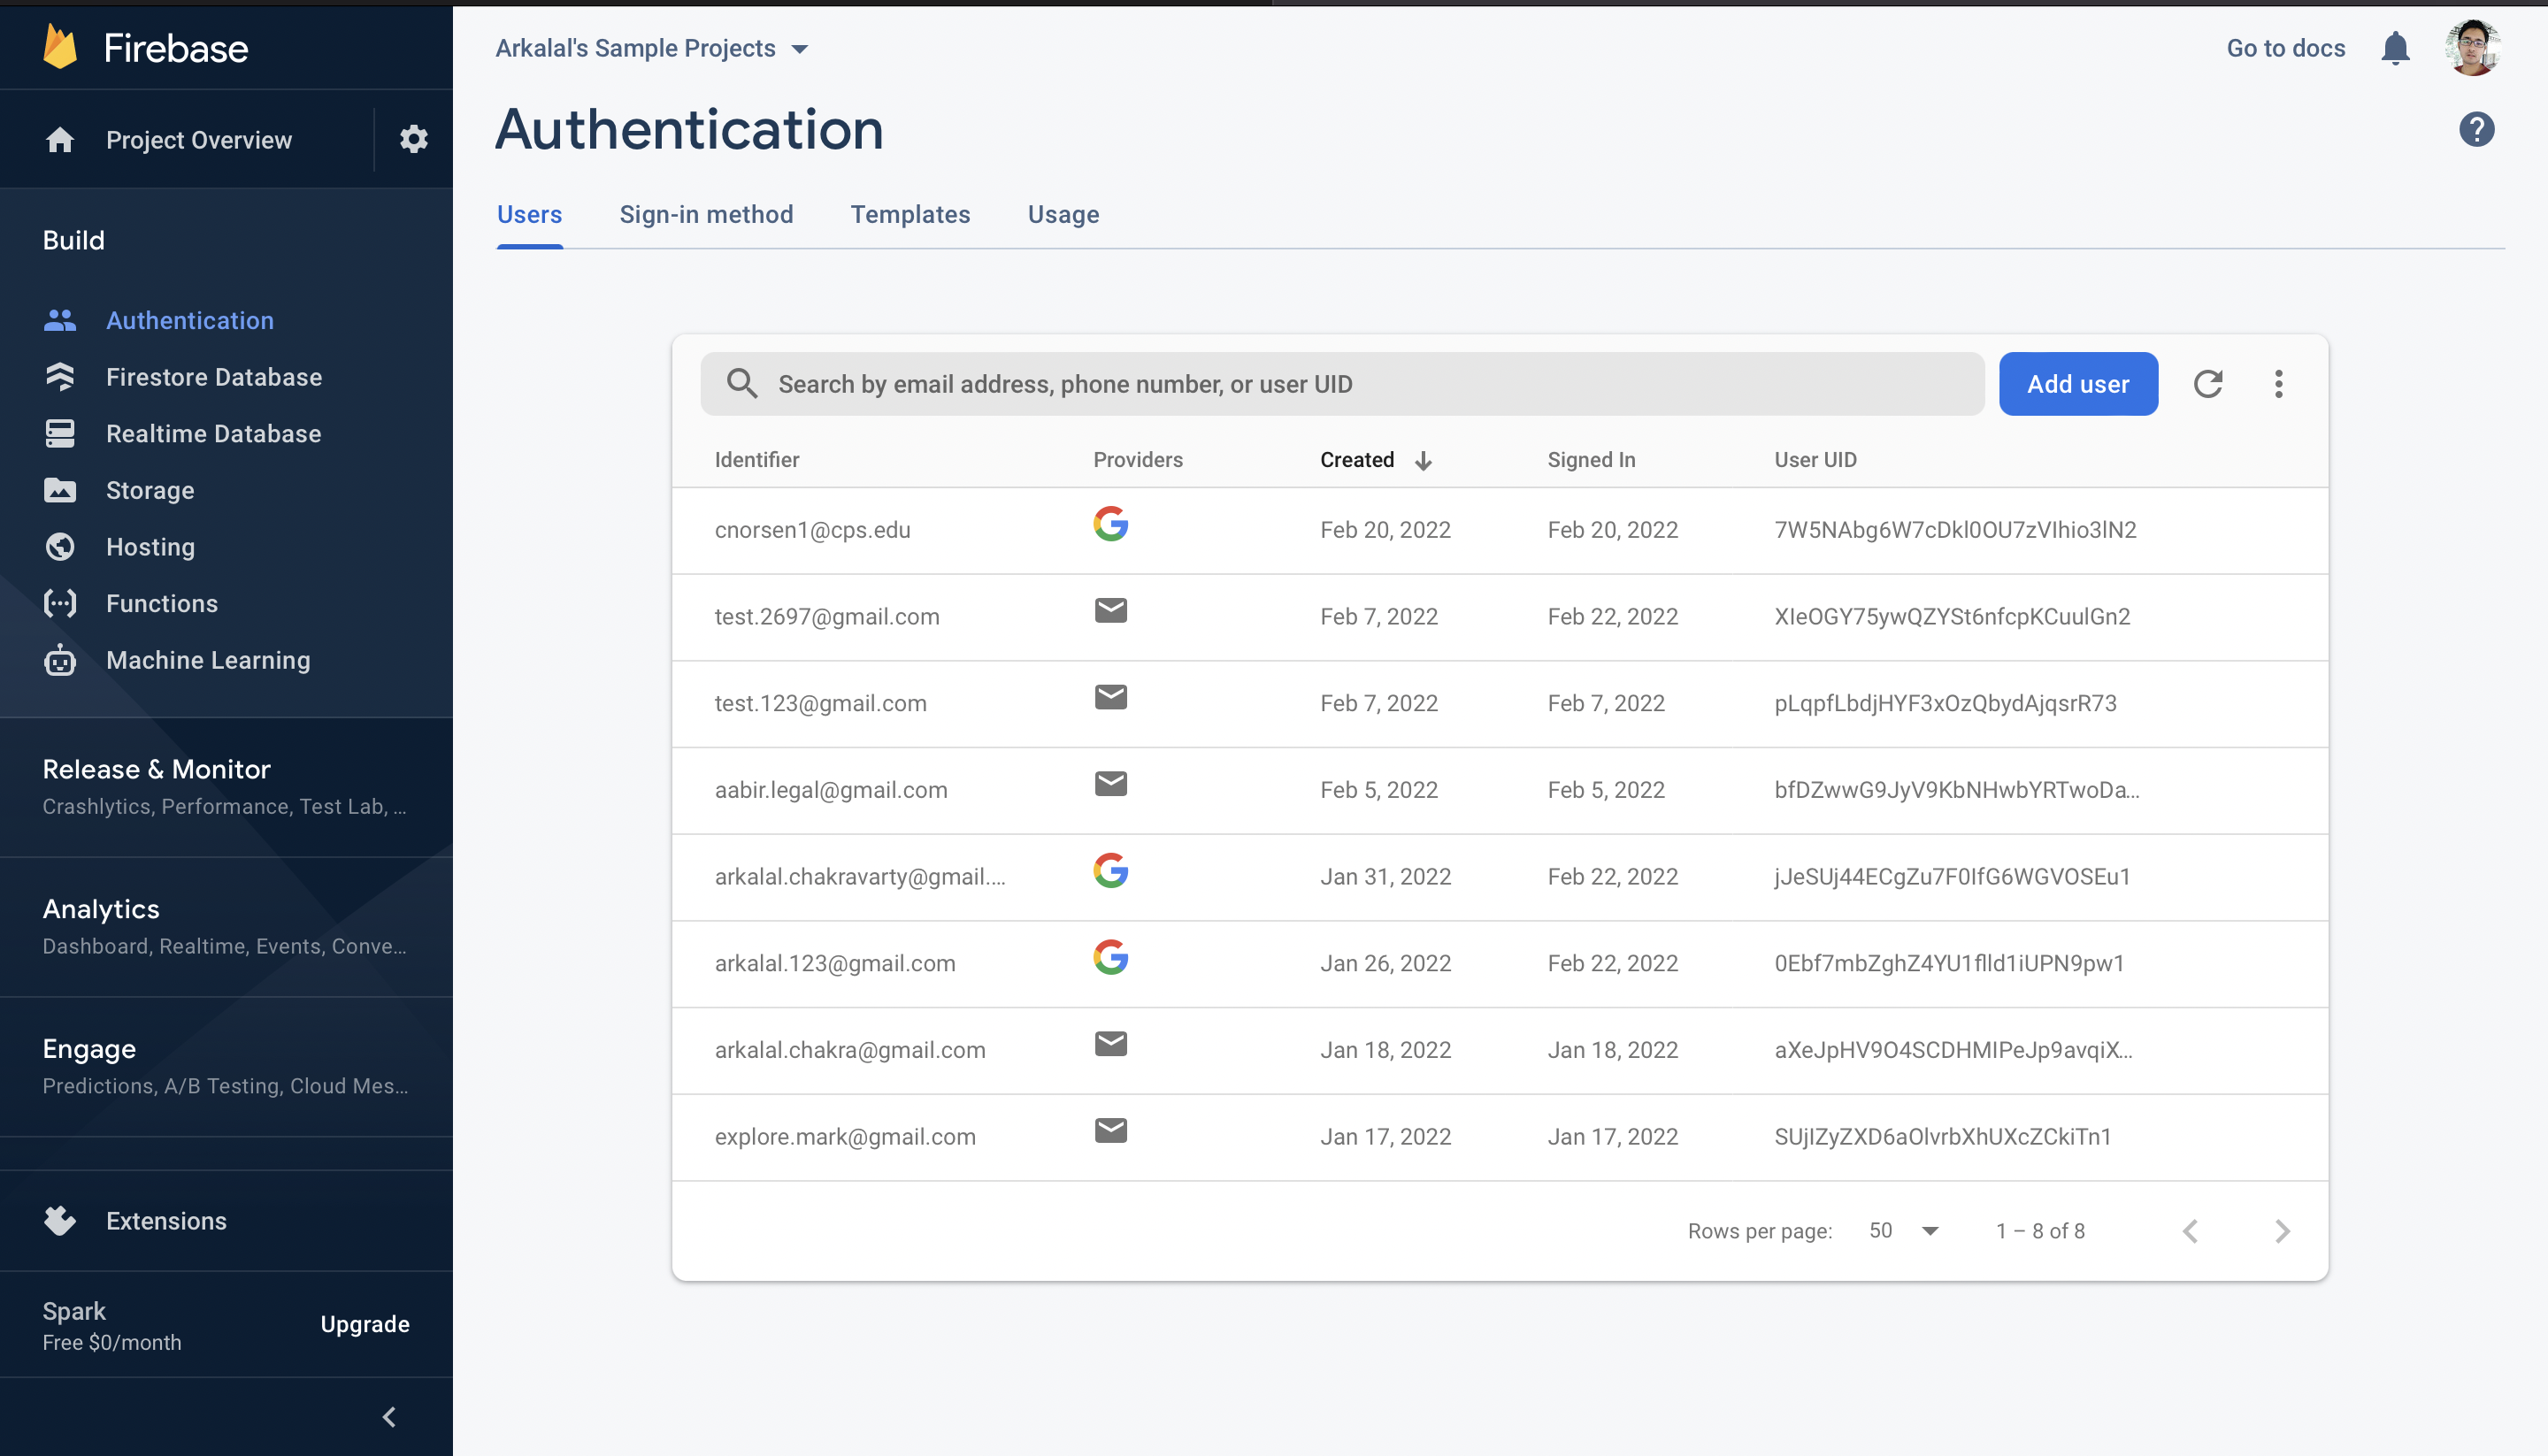 Firebase
Project Overview
Build
Authentication
Firestore Database
Realtime Database
Storage
Hosting
Functions
Machine Learning
Release & Monitor
Crashlytics, Performance, Test Lab, ...
Analytics
Dashboard, Realtime, Events, Conve...
Engage
Predictions, A/B Testing, Cloud Mes...
Extensions
Spark
Free $0/month
Upgrade
Arkalal's Sample Projects
Go to docs
Authentication
Users Sign-in method Templates Usage
Search by email address, phone number, or user UID
Add user
Identifier Providers Created Signed In User UID
cnorsen1@cps.edu Feb 20, 2022 Feb 20, 2022 7W5NAbg6W7cDkl0OU7zVIhio3lN2
test.2697@gmail.com Feb 7, 2022 Feb 22, 2022 XIeOGY75ywQZYSt6nfcpKCuulGn2
test.123@gmail.com Feb 7, 2022 Feb 7, 2022 pLqpfLbdjHYF3xOzQbydAjqsrR73
aabir.legal@gmail.com Feb 5, 2022 Feb 5, 2022 bfDZwwG9JyV9KbNHwbYRTwoDa...
arkalal.chakravarty@gmail.... Jan 31, 2022 Feb 22, 2022 jJeSUj44ECgZu7F0IfG6WGVOSEu1
arkalal.123@gmail.com Jan 26, 2022 Feb 22, 2022 0Ebf7mbZghZ4YU1flld1iUPN9pw1
arkalal.chakra@gmail.com Jan 18, 2022 Jan 18, 2022 aXeJpHV9O4SCDHMIPeJp9avqiX...
explore.mark@gmail.com Jan 17, 2022 Jan 17, 2022 SUjIZyZXD6aOlvrbXhUXcZCkiTn1
Rows per page: 50 1 – 8 of 8